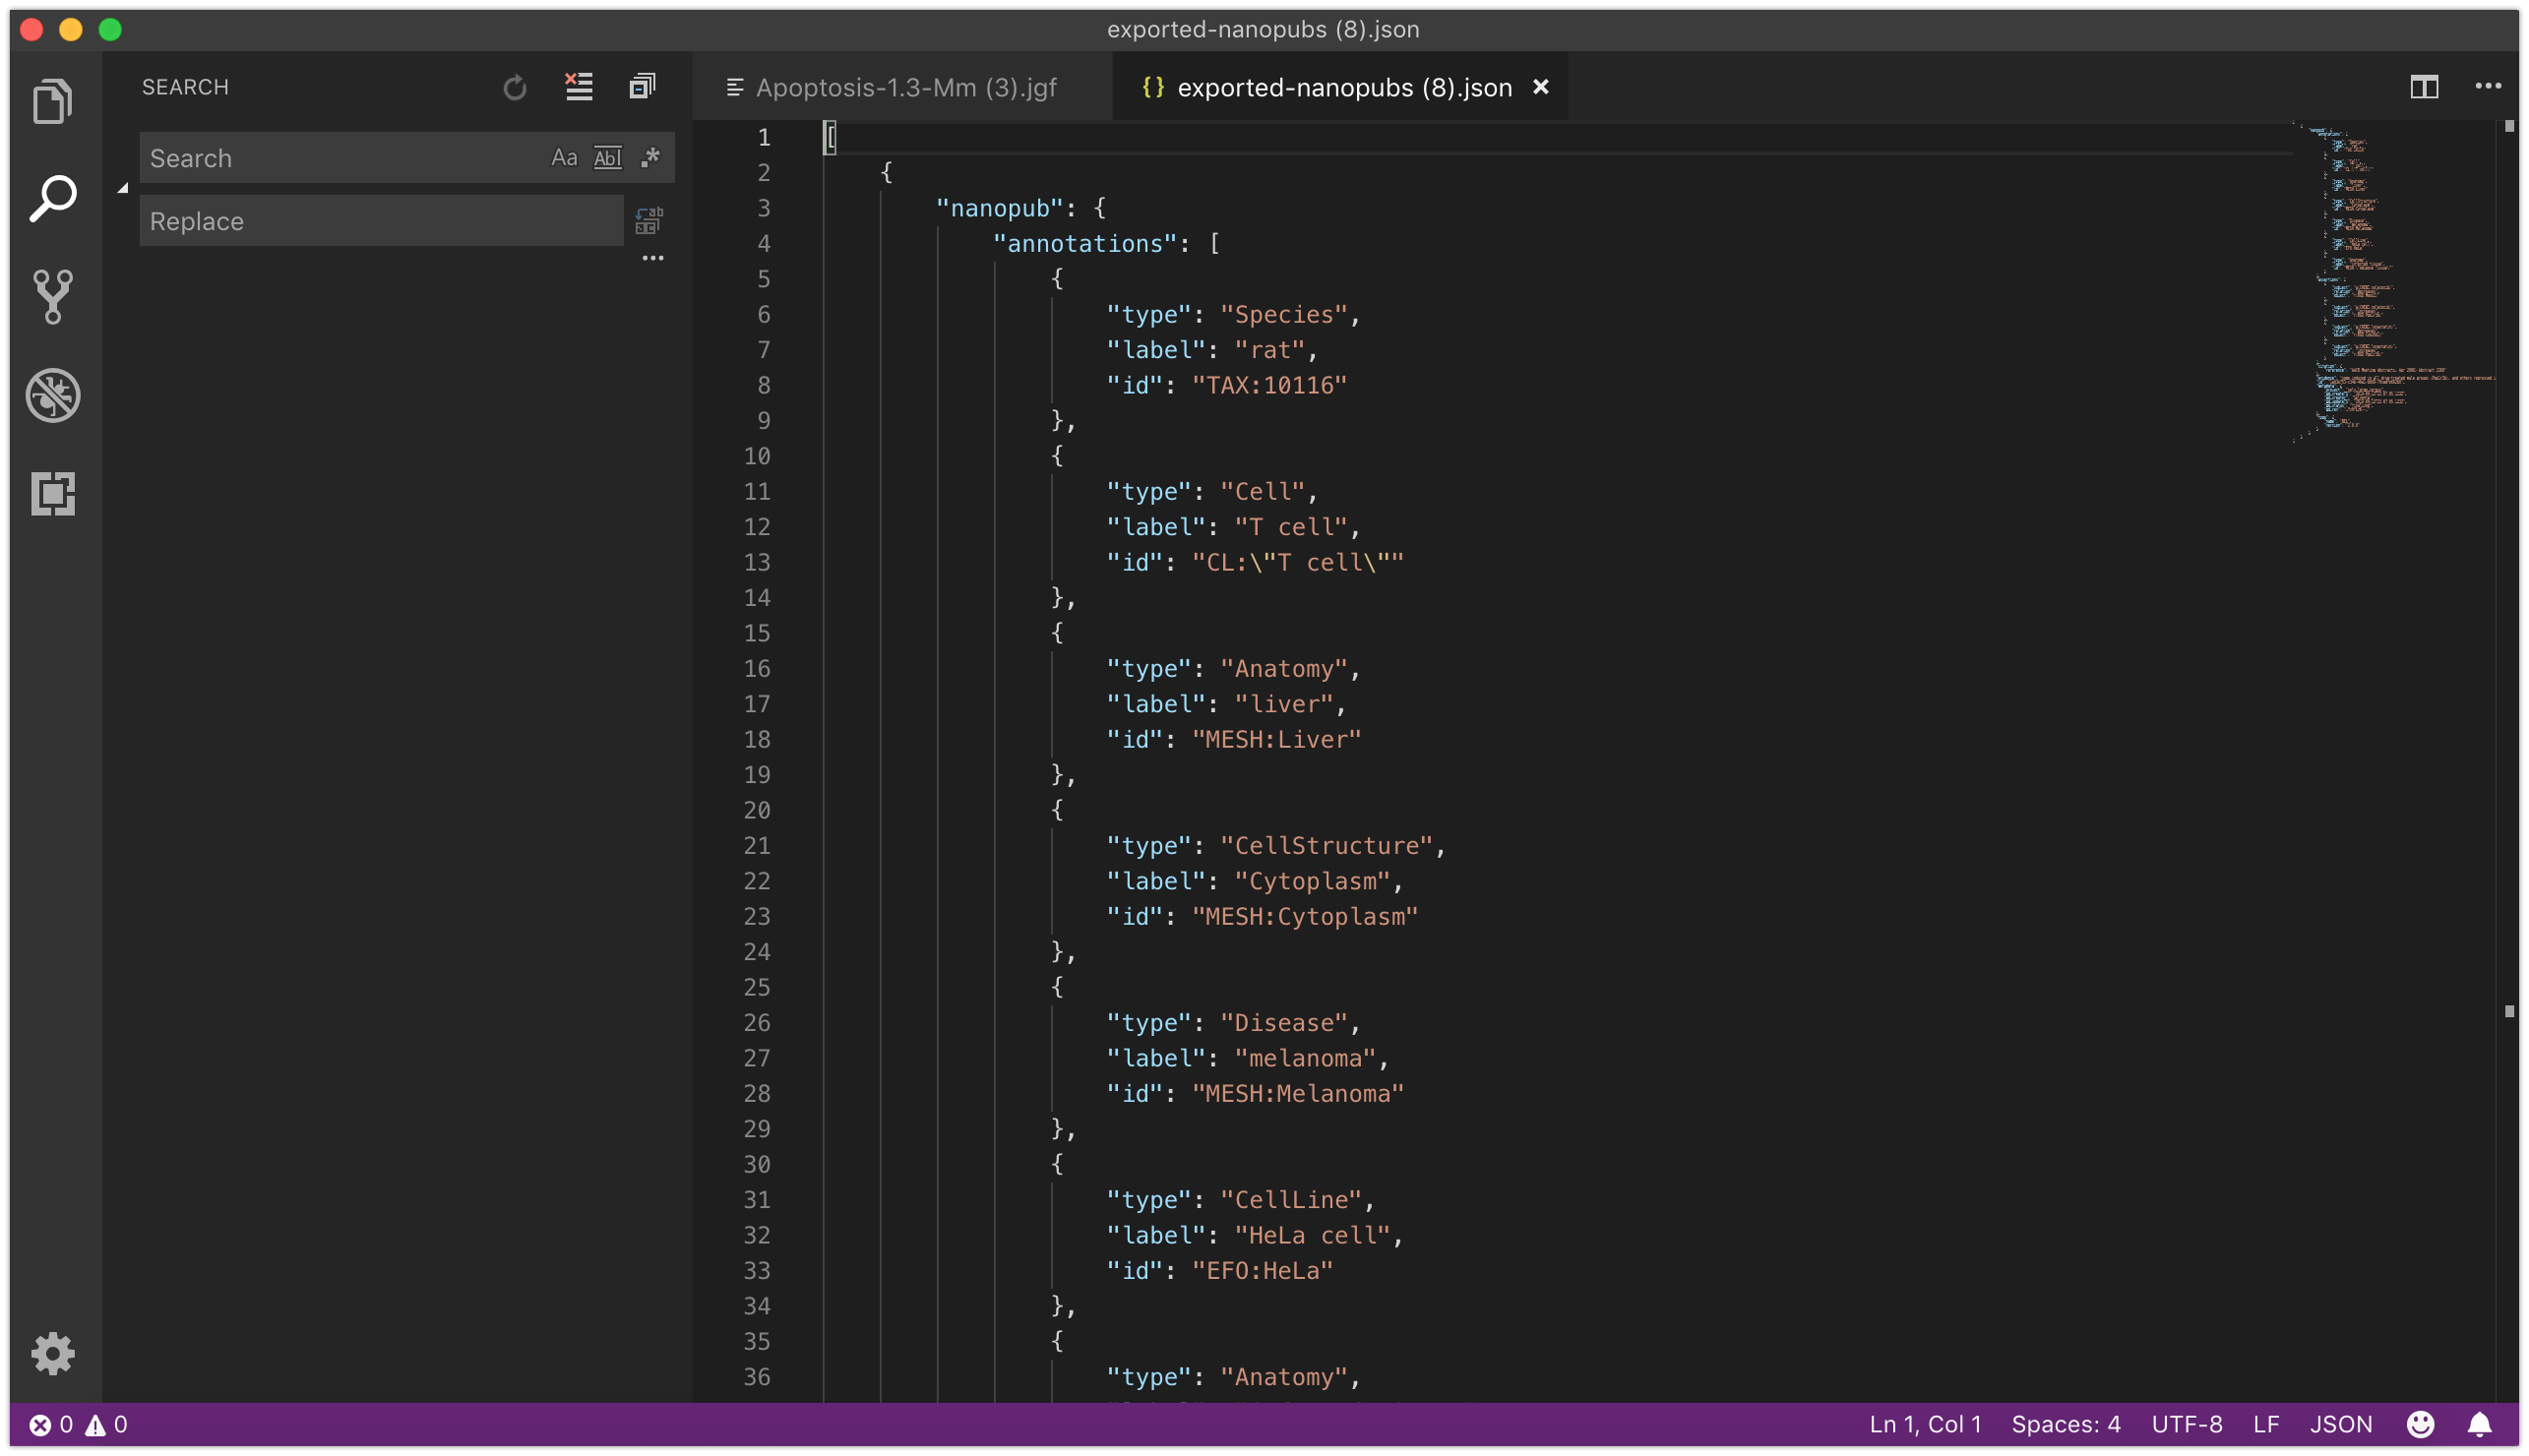 exported-nanopubs (8).json
SEARCH
Search
Aa Abl .*
Replace
Apoptosis-1.3-Mm (3).jgf
{} exported-nanopubs (8).json
1 [
2 {
3 "nanopub": {
4 "annotations": [
5 {
6 "type": "Species",
7 "label": "rat",
8 "id": "TAX:10116"
9 },
10 {
11 "type": "Cell",
12 "label": "T cell",
13 "id": "CL:\"T cell\""
14 },
15 {
16 "type": "Anatomy",
17 "label": "liver",
18 "id": "MESH:Liver"
19 },
20 {
21 "type": "CellStructure",
22 "label": "Cytoplasm",
23 "id": "MESH:Cytoplasm"
24 },
25 {
26 "type": "Disease",
27 "label": "melanoma",
28 "id": "MESH:Melanoma"
29 },
30 {
31 "type": "CellLine",
32 "label": "HeLa cell",
33 "id": "EFO:HeLa"
34 },
35 {
36 "type": "Anatomy",
0 0
Ln 1, Col 1 Spaces: 4 UTF-8 LF JSON